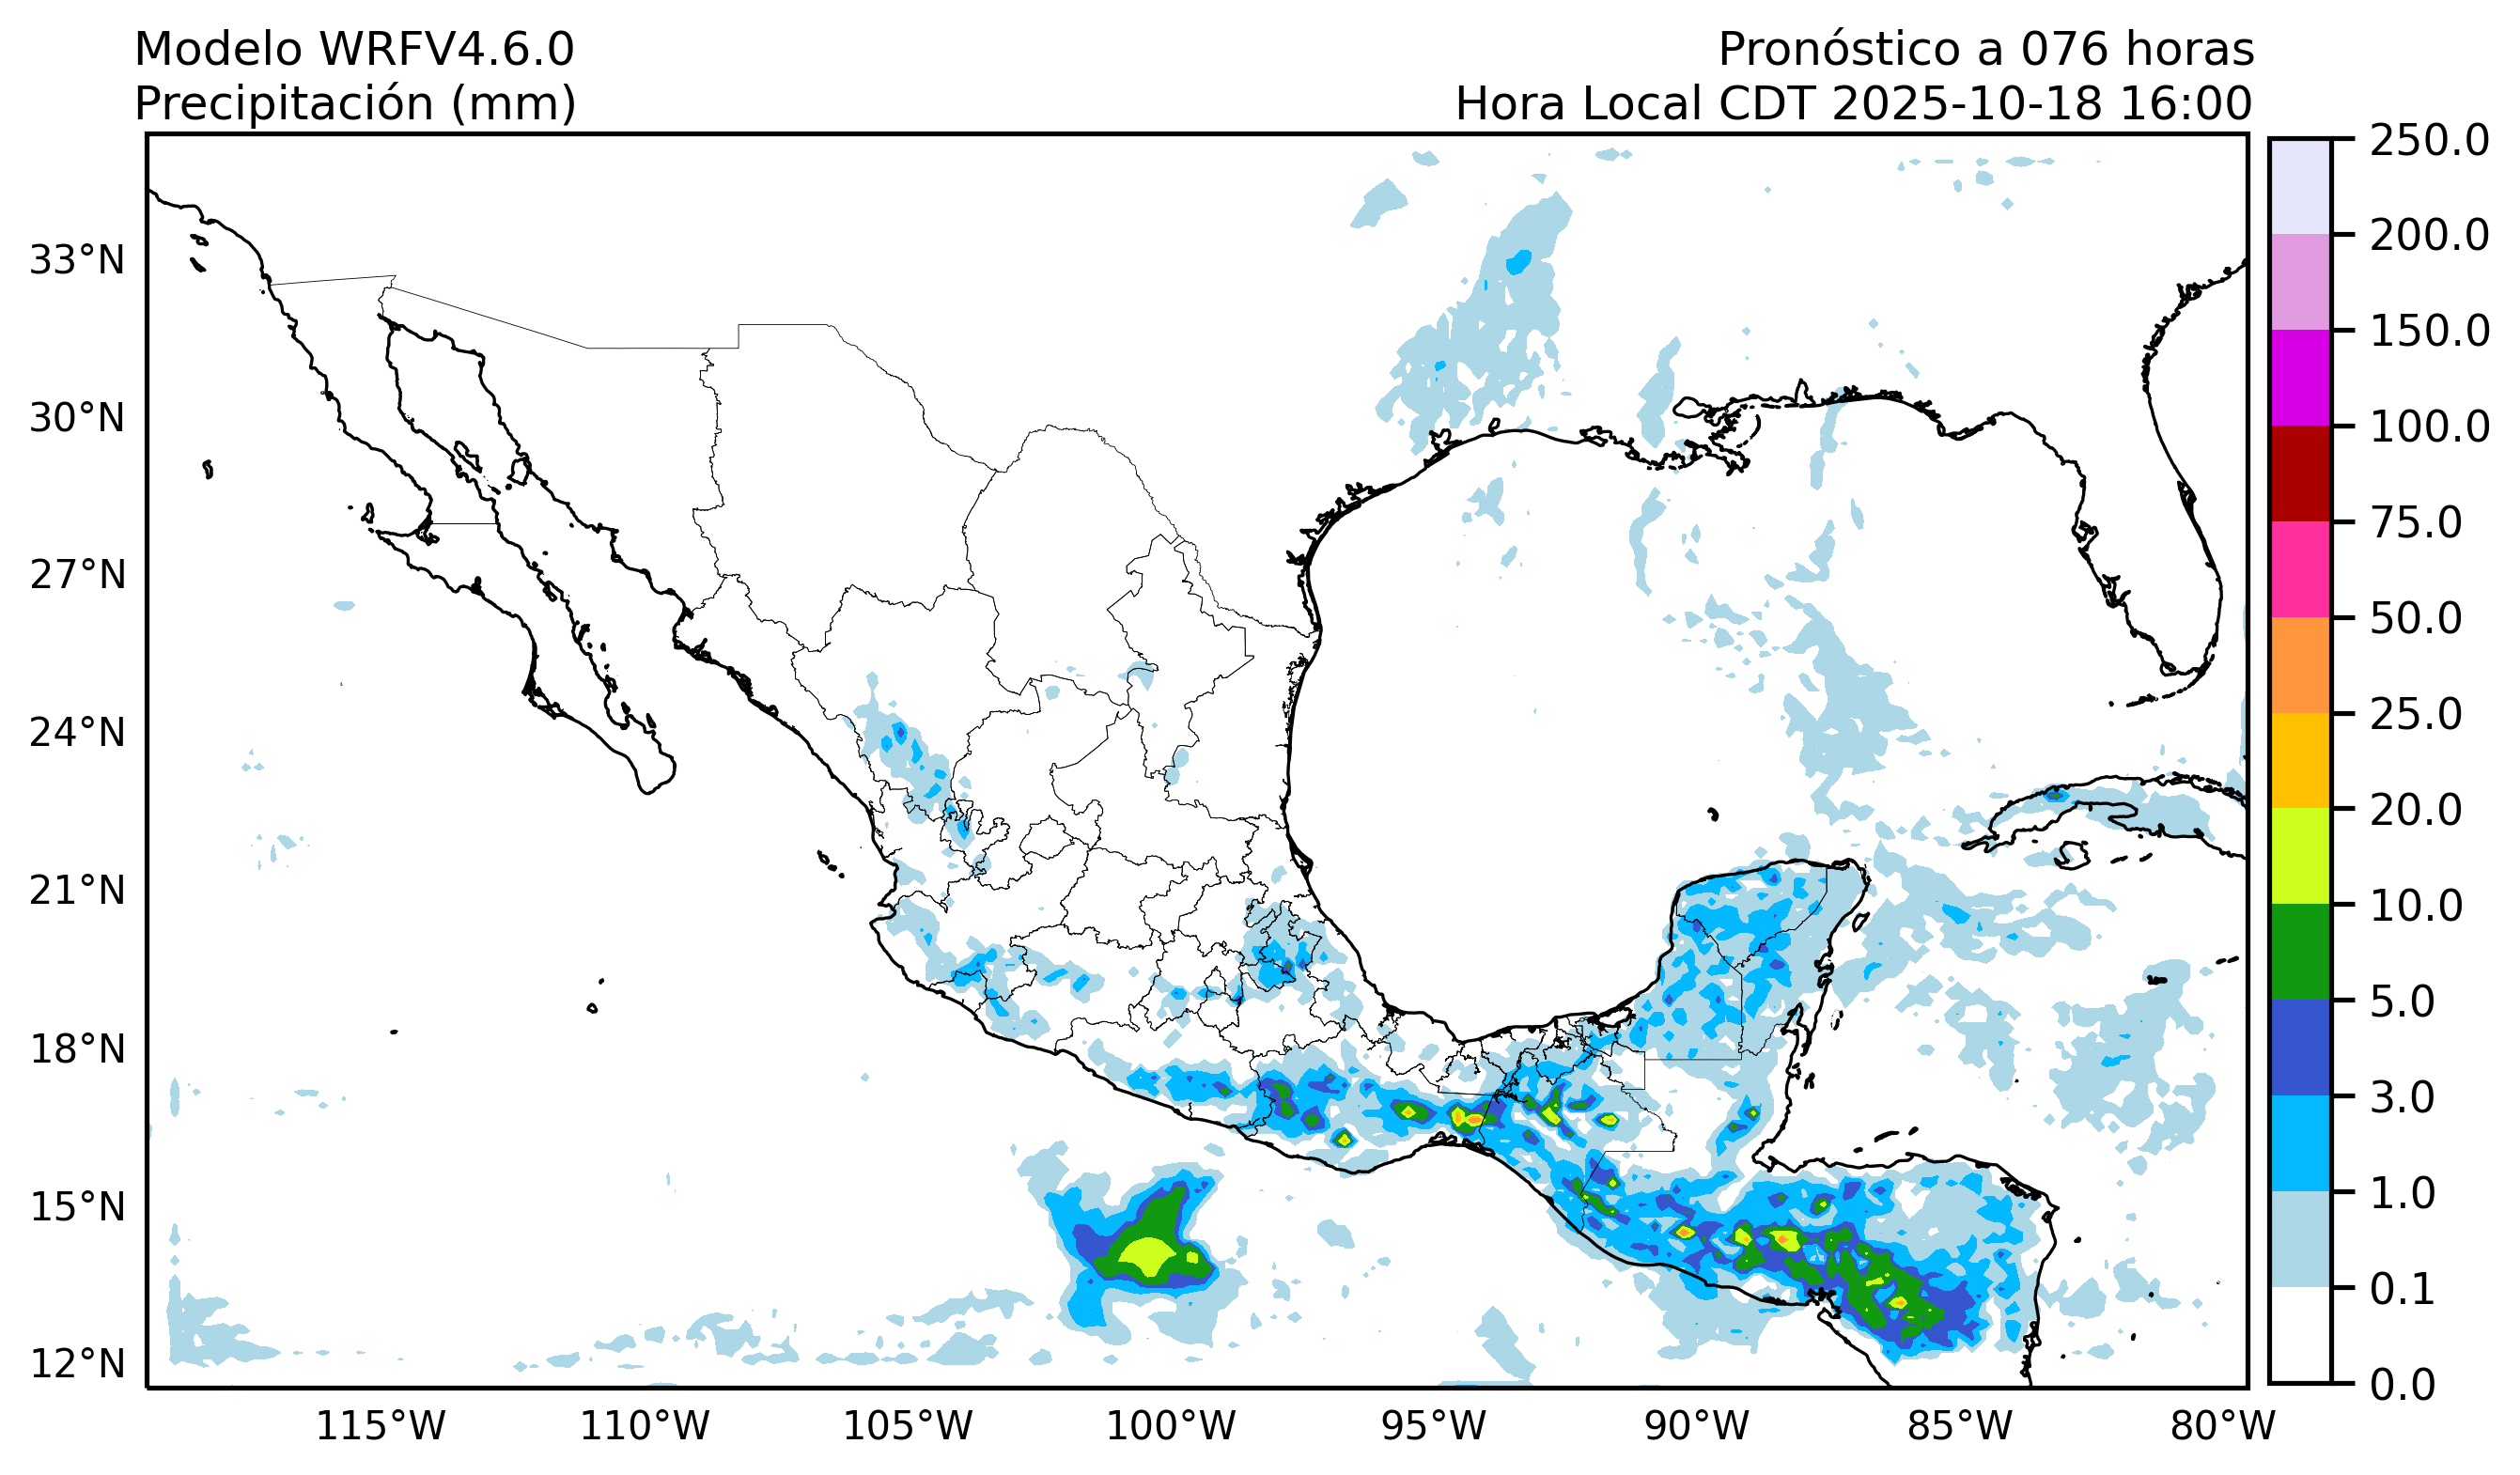 Modelo WRFV4.6.0
Precipitación (mm)
Pronóstico a 076 horas
Hora Local CDT 2025-10-18 16:00
33°N
30°N
27°N
24°N
21°N
18°N
15°N
12°N
115°W
110°W
105°W
100°W
95°W
90°W
85°W
80°W
250.0
200.0
150.0
100.0
75.0
50.0
25.0
20.0
10.0
5.0
3.0
1.0
0.1
0.0